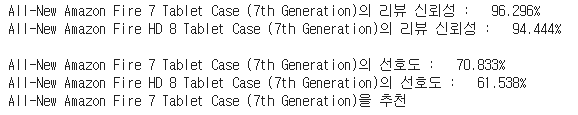 All-New Amazon Fire 7 Tablet Case (7th Generation)의 리뷰 신뢰성 : 96.296%
All-New Amazon Fire HD 8 Tablet Case (7th Generation)의 리뷰 신뢰성 : 94.444%
All-New Amazon Fire 7 Tablet Case (7th Generation)의 선호도 : 70.833%
All-New Amazon Fire HD 8 Tablet Case (7th Generation)의 선호도 : 61.538%
All-New Amazon Fire 7 Tablet Case (7th Generation)을 추천